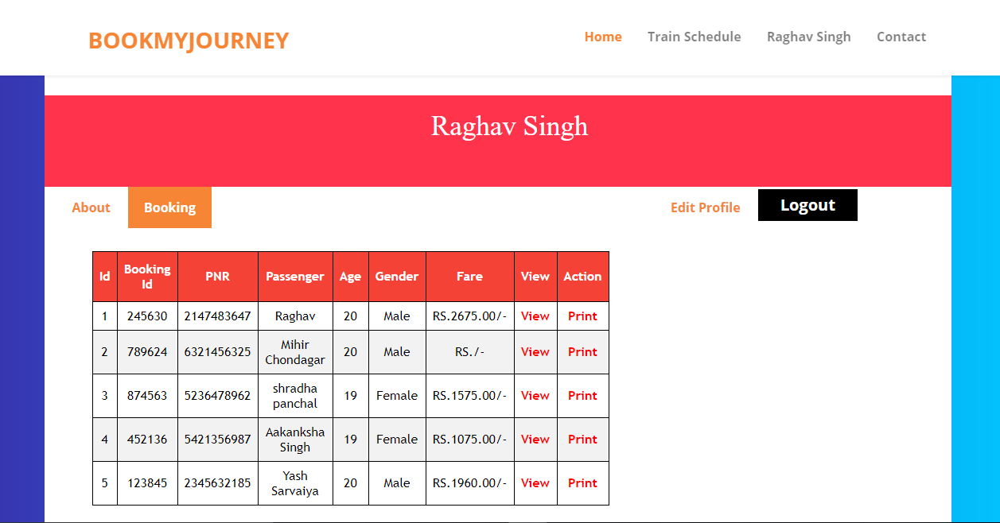 BOOKMYJOURNEY Home Train Schedule Raghav Singh Contact
Raghav Singh
About Booking Edit Profile Logout
Id Booking Id PNR Passenger Age Gender Fare View Action
1 245630 2147483647 Raghav 20 Male RS.2675.00/- View Print
2 789624 6321456325 Mihir Chondagar 20 Male RS./- View Print
3 874563 5236478962 shradha panchal 19 Female RS.1575.00/- View Print
4 452136 5421356987 Aakanksha Singh 19 Female RS.1075.00/- View Print
5 123845 2345632185 Yash Sarvaiya 20 Male RS.1960.00/- View Print